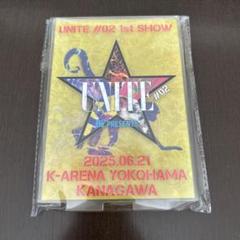 UNITE //02 1st SHOW
UNITE //02
2025.06.21
K-ARENA YOKOHAMA
KANAGAWA